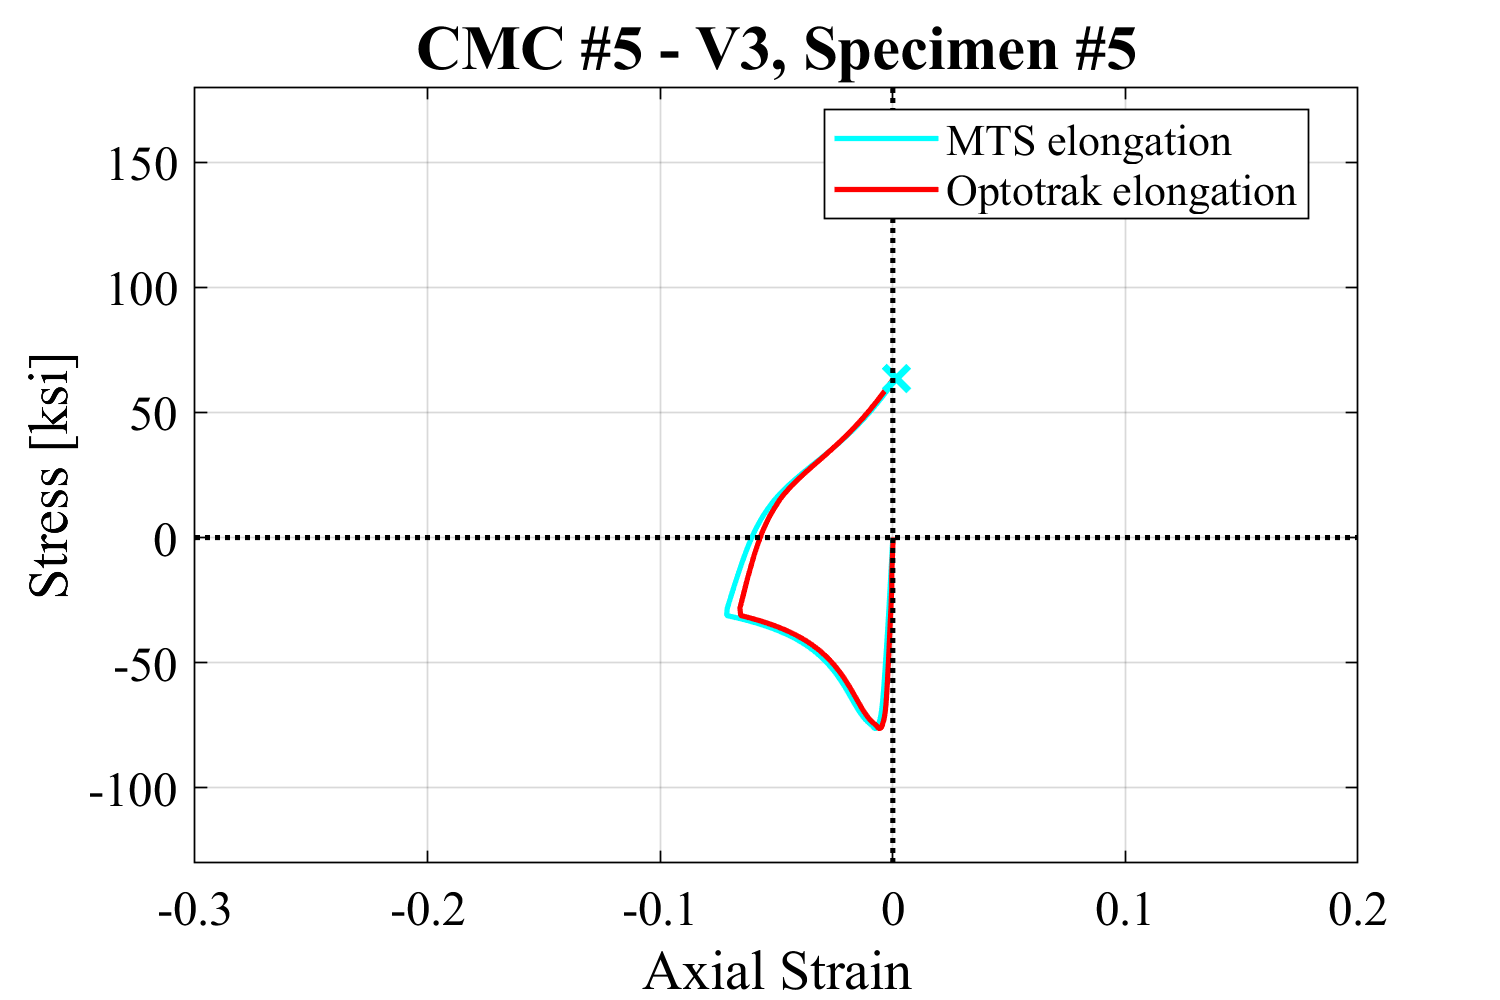 CMC #5 - V3, Specimen #5
MTS elongation
Optotrak elongation
150
100
50
0
-50
-100
Stress [ksi]
-0.3 -0.2 -0.1 0 0.1 0.2
Axial Strain